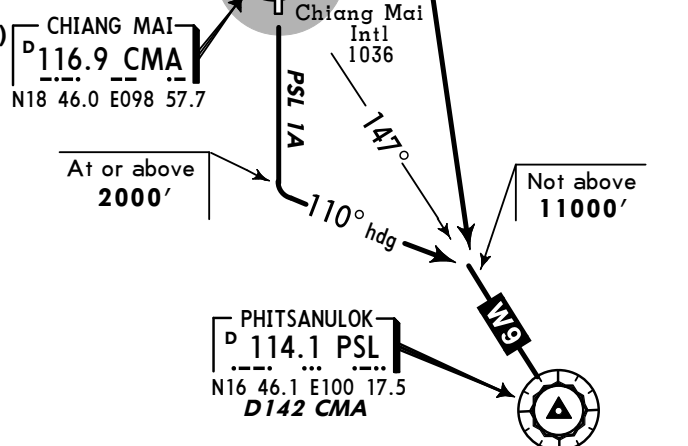 )
CHIANG MAI
D 116.9 CMA
N18 46.0 E098 57.7
Chiang Mai
Intl
1036
PSL 1A
147°
At or above
2000′
110° hdg
Not above
11000′
W9
PHITSANULOK
D 114.1 PSL
N16 46.1 E100 17.5
D142 CMA